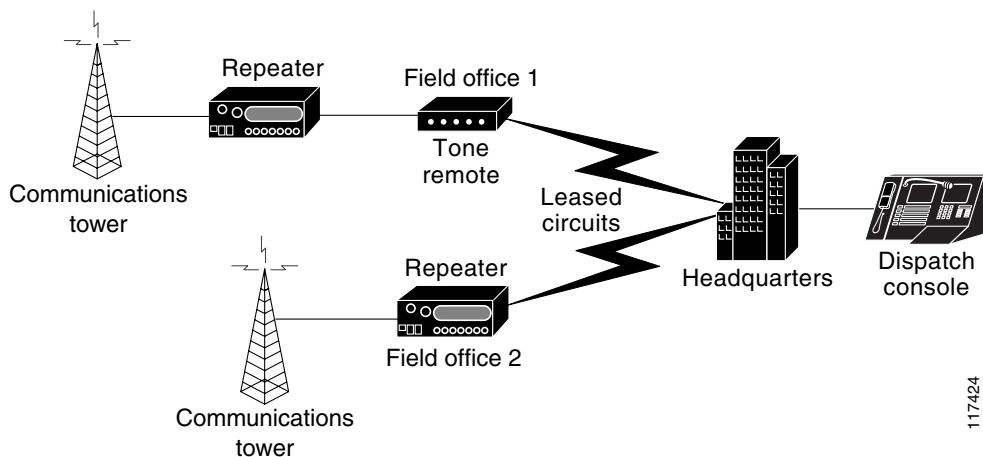 Repeater
Field office 1
Tone
remote
Communications
tower
Leased
circuits
Headquarters
Dispatch
console
Repeater
Field office 2
Communications
tower
117424